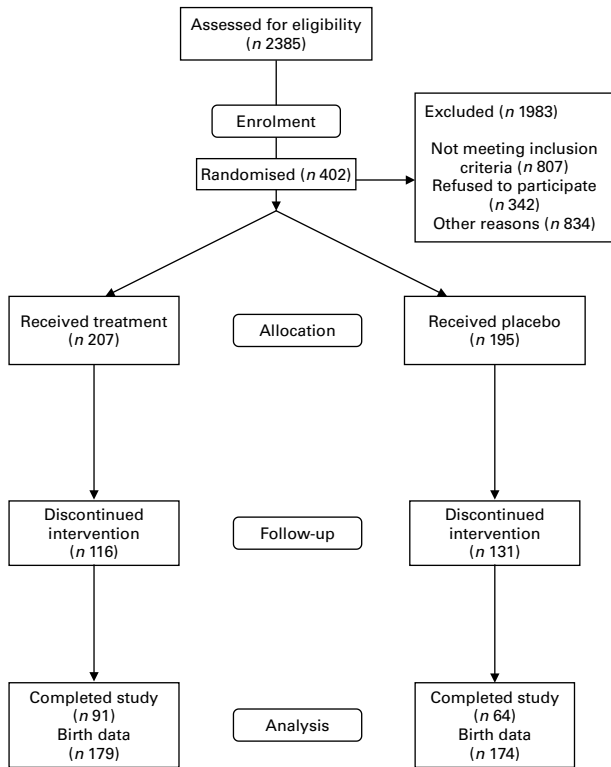 Assessed for eligibility
(n 2385)
Enrolment
Excluded (n 1983)
Not meeting inclusion
criteria (n 807)
Refused to participate
(n 342)
Other reasons (n 834)
Randomised (n 402)
Received treatment
(n 207)
Allocation
Received placebo
(n 195)
Discontinued
intervention
(n 116)
Follow-up
Discontinued
intervention
(n 131)
Completed study
(n 91)
Birth data
(n 179)
Analysis
Completed study
(n 64)
Birth data
(n 174)